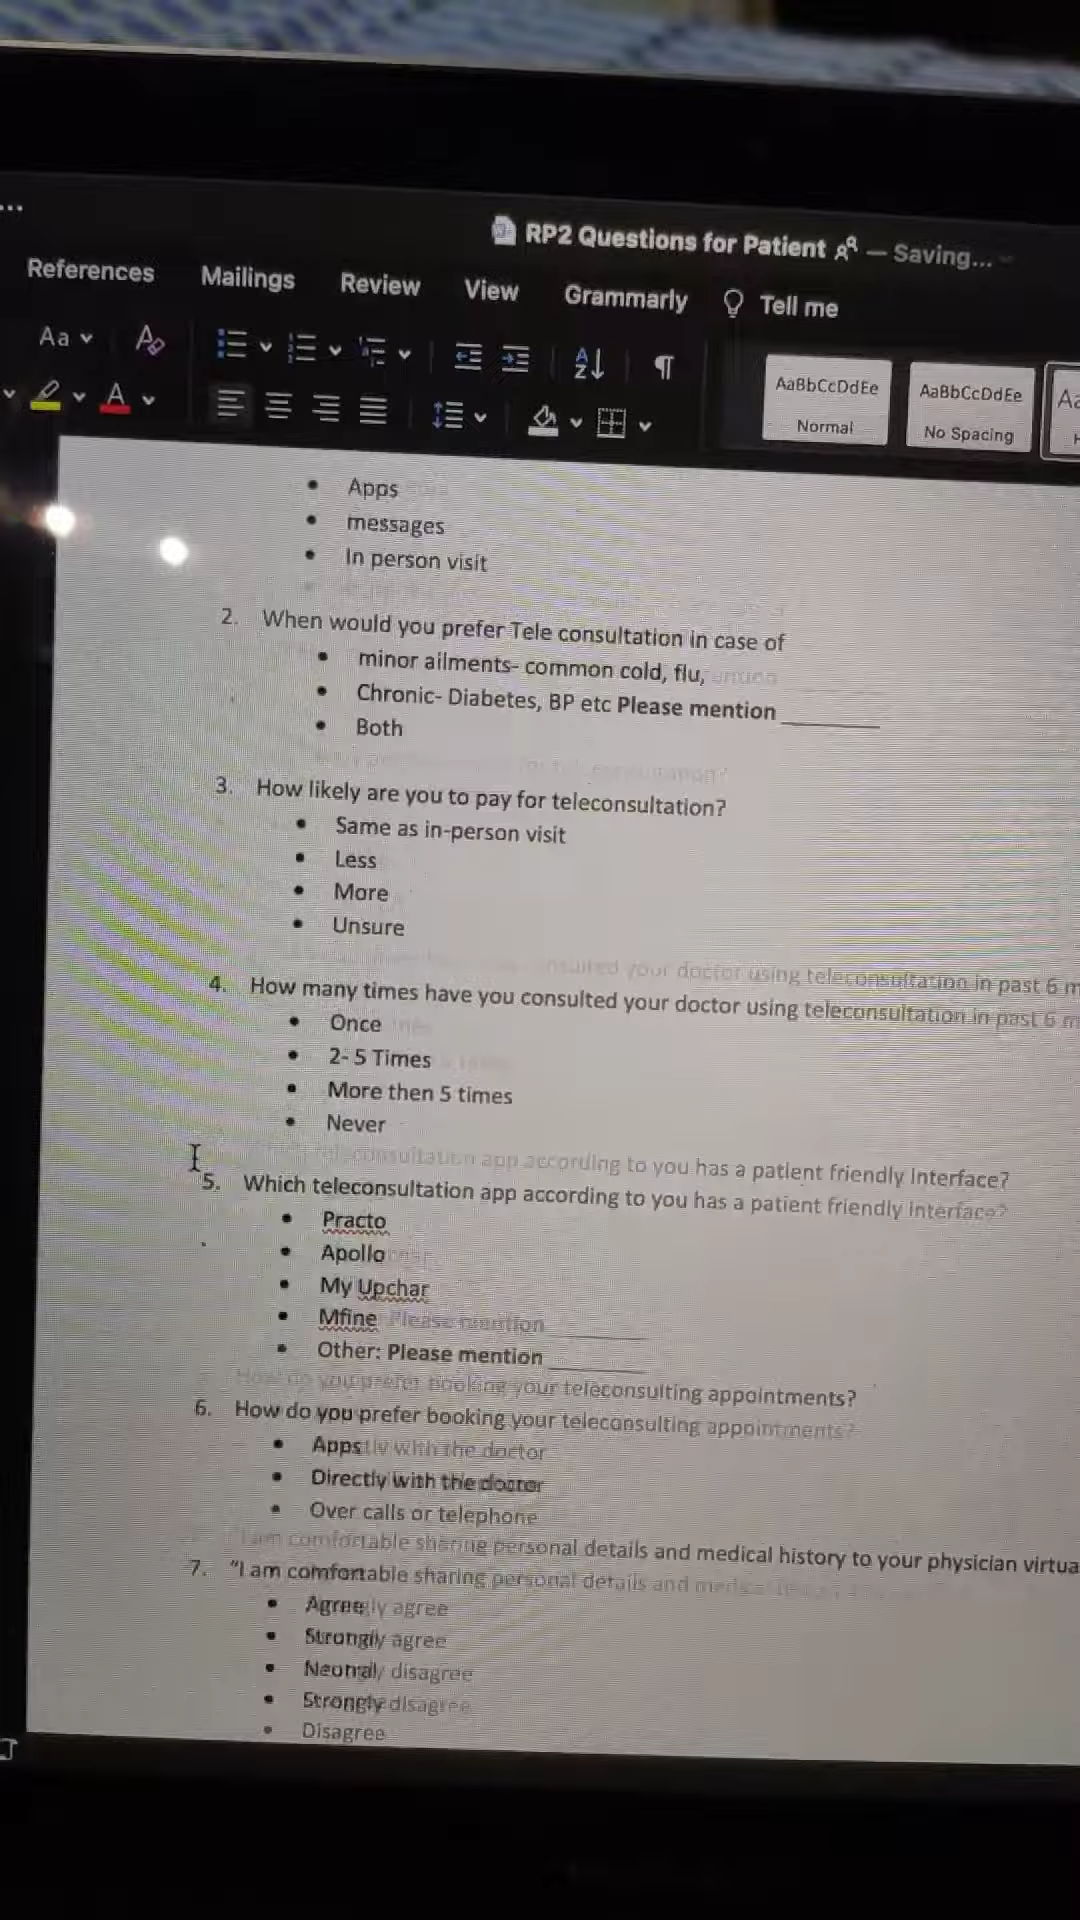 RP2 Questions for Patient — Saving...
References Mailings Review View Grammarly Tell me
Aa
AaBbCcDdEe AaBbCcDdEe
Normal No Spacing
Apps
messages
In person visit
2. When would you prefer Tele consultation in case of
minor ailments- common cold, flu,
Chronic- Diabetes, BP etc Please mention ________
Both
3. How likely are you to pay for teleconsultation?
Same as in-person visit
Less
More
Unsure
4. How many times have you consulted your doctor using teleconsultation in past 6 m
Once
2- 5 Times
More then 5 times
Never
5. Which teleconsultation app according to you has a patient friendly Interface?
Practo
Apollo
My Upchar
Mfine
Other: Please mention ________
6. How do you prefer booking your teleconsulting appointments?
Apps
Directly with the doctor
Over calls or telephone
7. "I am comfortable sharing personal details and medical history to your physician virtua
Agree
Strongly agree
Neutral
Strongly disagree
Disagree